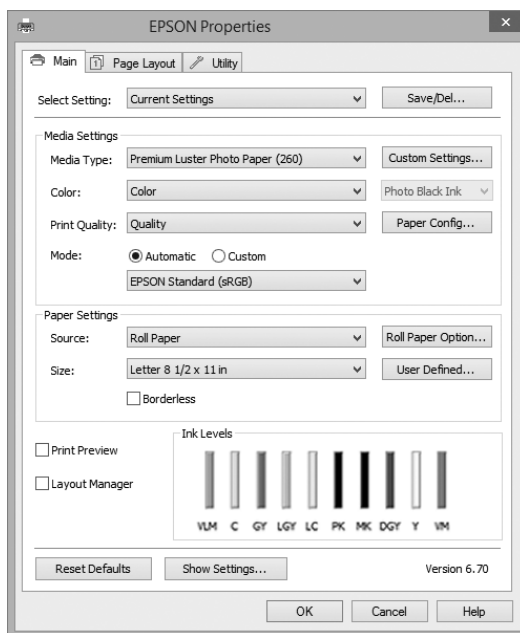 EPSON Properties
Main Page Layout Utility
Select Setting: Current Settings Save/Del...
Media Settings
Media Type: Premium Luster Photo Paper (260) Custom Settings...
Color: Color Photo Black Ink
Print Quality: Quality Paper Config...
Mode: Automatic Custom
EPSON Standard (sRGB)
Paper Settings
Source: Roll Paper Roll Paper Option...
Size: Letter 8 1/2 x 11 in User Defined...
Borderless
Ink Levels
Print Preview
Layout Manager
VLM C GY LGY LC PK MK DGY Y VM
Reset Defaults Show Settings... Version 6.70
OK Cancel Help